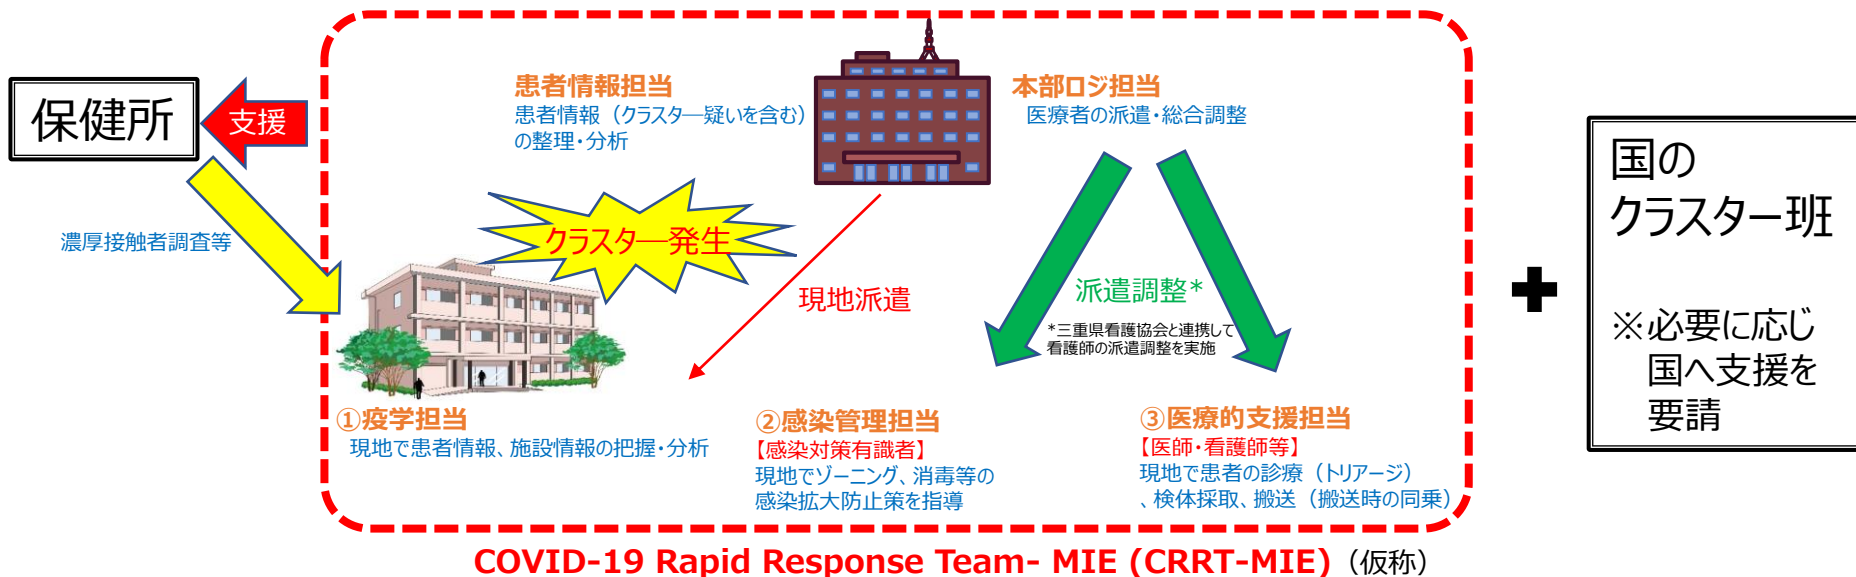 保健所
支援
濃厚接触者調査等
患者情報担当
患者情報（クラスター疑いを含む）
の整理・分析
本部ロジ担当
医療者の派遣・総合調整
クラスター発生
現地派遣
派遣調整*
*三重県看護協会と連携して
看護師の派遣調整を実施
①疫学担当
現地で患者情報、施設情報の把握・分析
②感染管理担当
【感染対策有識者】
現地でゾーニング、消毒等の
感染拡大防止策を指導
③医療的支援担当
【医師・看護師等】
現地で患者の診療（トリアージ）
、検体採取、搬送（搬送時の同乗）
国の
クラスター班
※必要に応じ
国へ支援を
要請
COVID-19 Rapid Response Team- MIE (CRRT-MIE)（仮称）